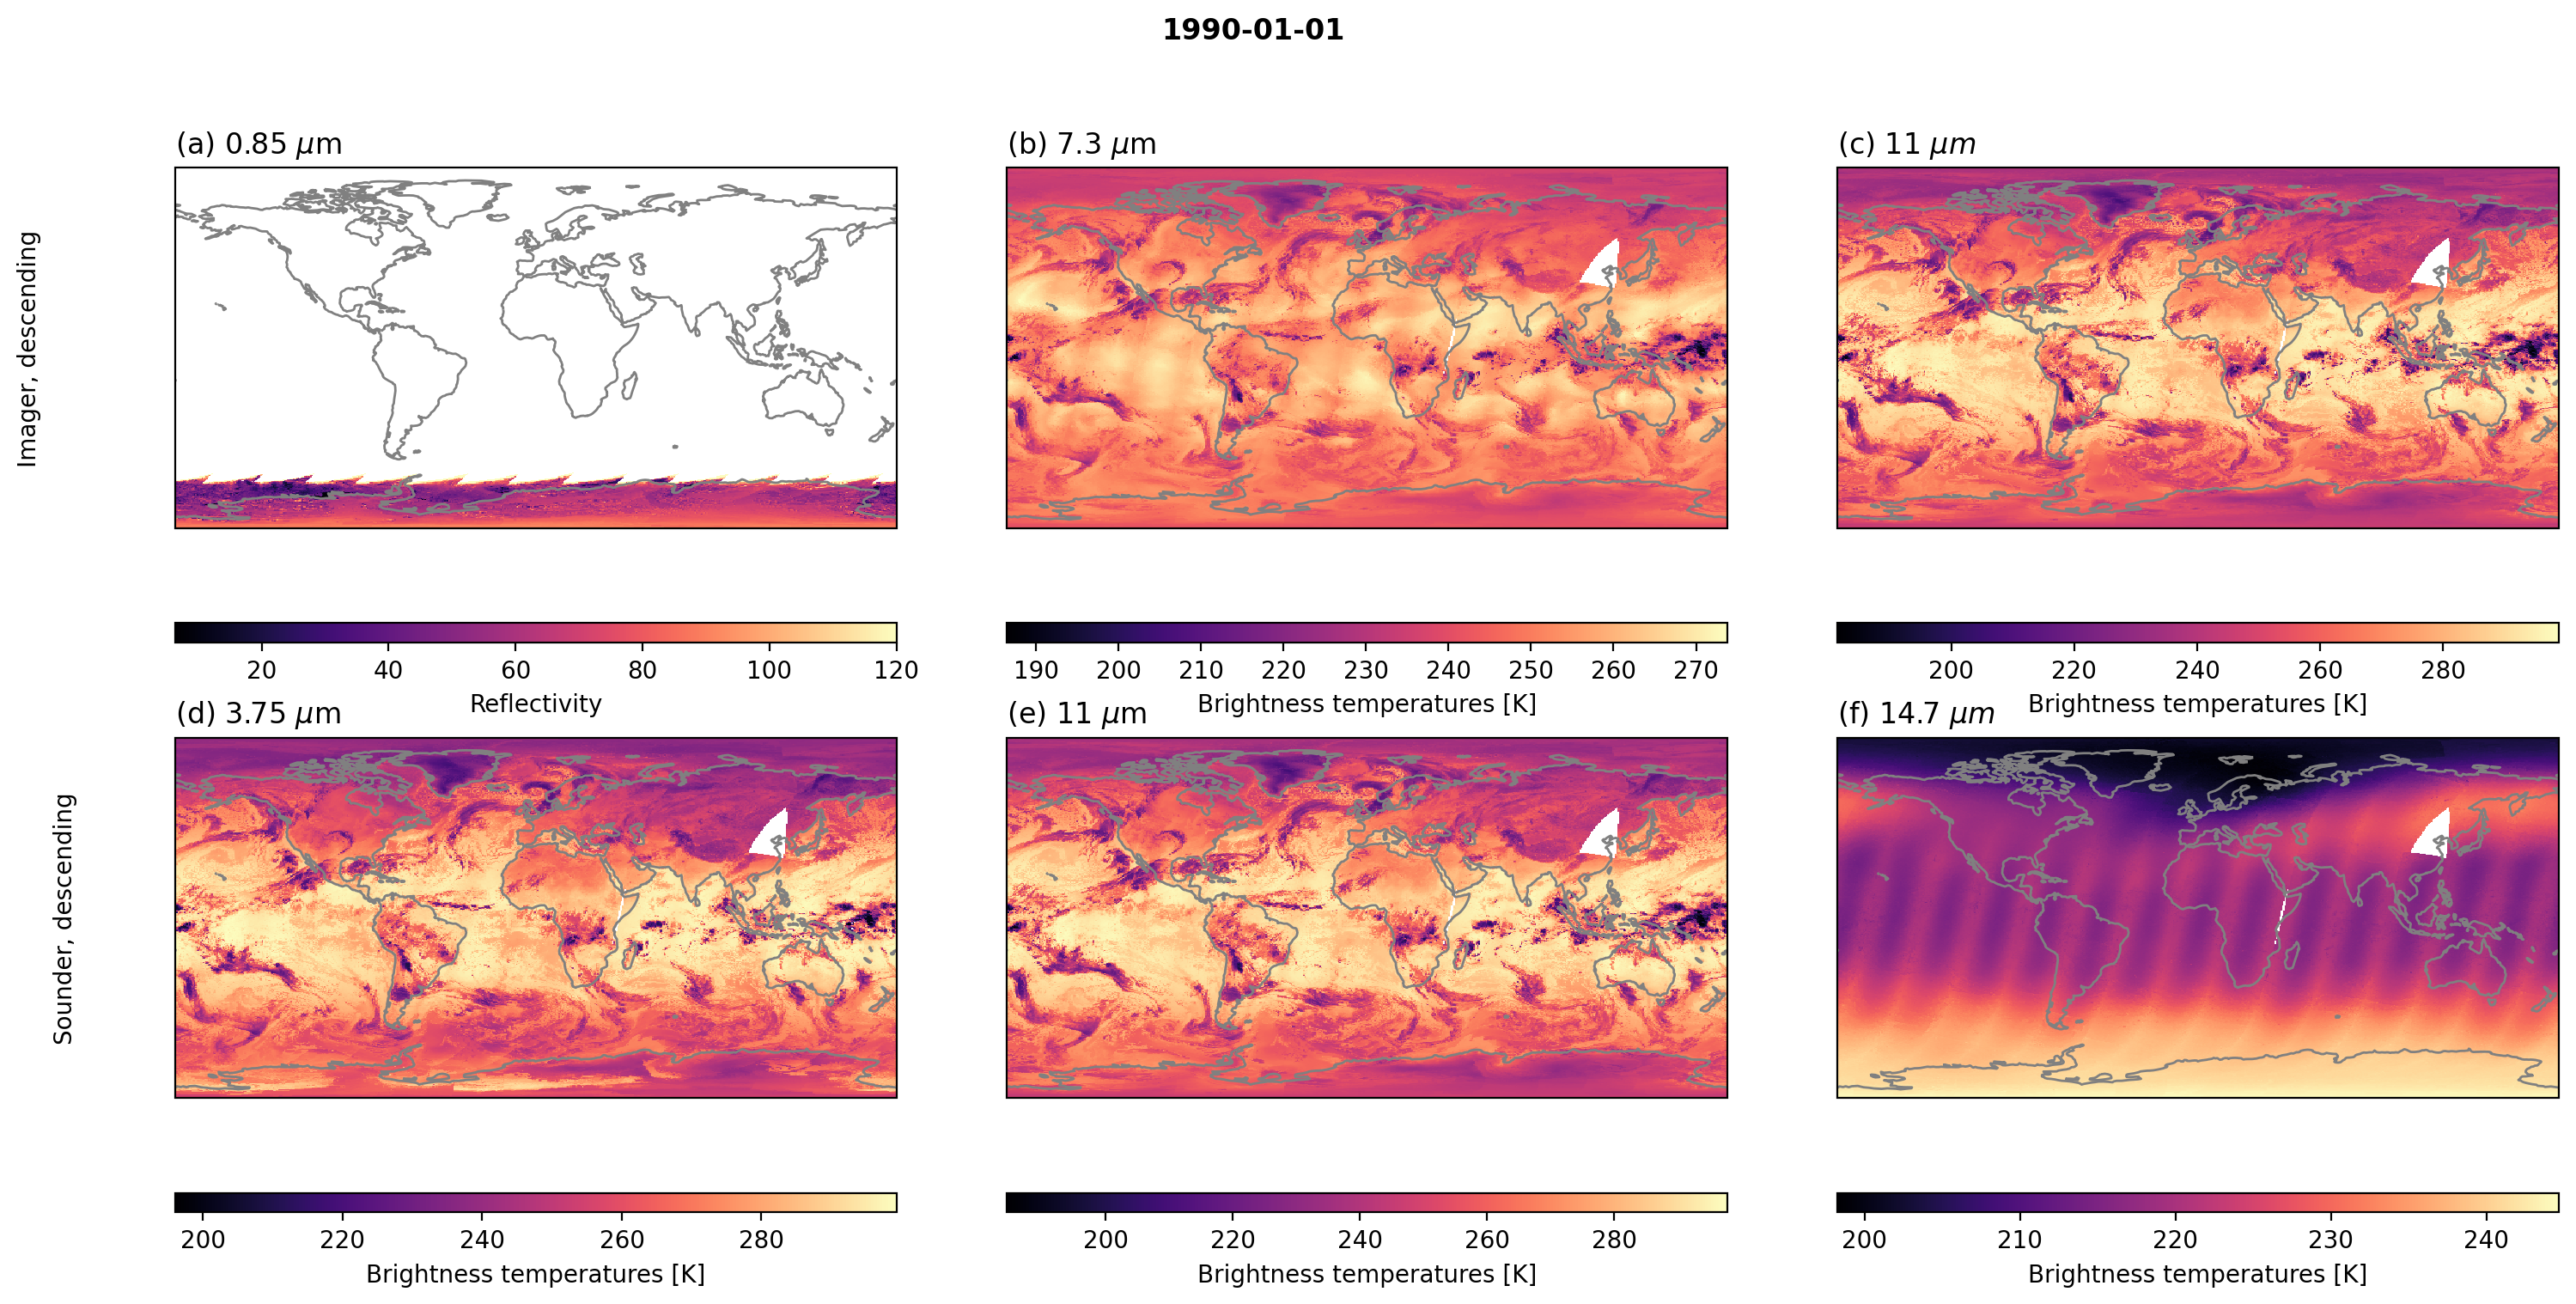 1990-01-01
Imager, descending
(a) 0.85 μm
(b) 7.3 μm
(c) 11 μm
20 40 60 80 100 120
Reflectivity
190 200 210 220 230 240 250 260 270
Brightness temperatures [K]
200 220 240 260 280
Brightness temperatures [K]
Sounder, descending
(d) 3.75 μm
(e) 11 μm
(f) 14.7 μm
200 220 240 260 280
Brightness temperatures [K]
200 220 240 260 280
Brightness temperatures [K]
200 210 220 230 240
Brightness temperatures [K]